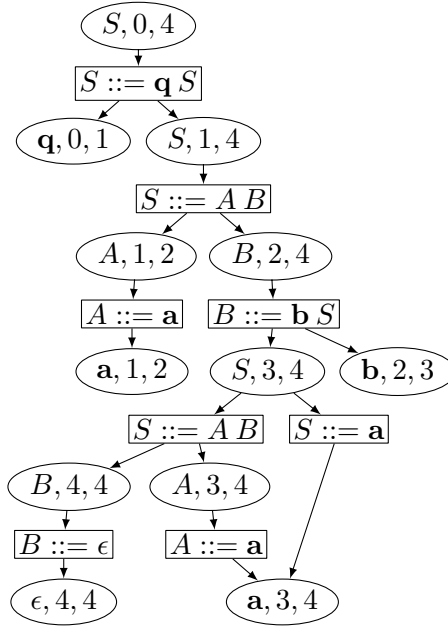 S, 0, 4
S ::= q S
q, 0, 1
S, 1, 4
S ::= A B
A, 1, 2
B, 2, 4
A ::= a
B ::= b S
a, 1, 2
S, 3, 4
b, 2, 3
S ::= A B
S ::= a
B, 4, 4
A, 3, 4
B ::= ϵ
A ::= a
ϵ, 4, 4
a, 3, 4